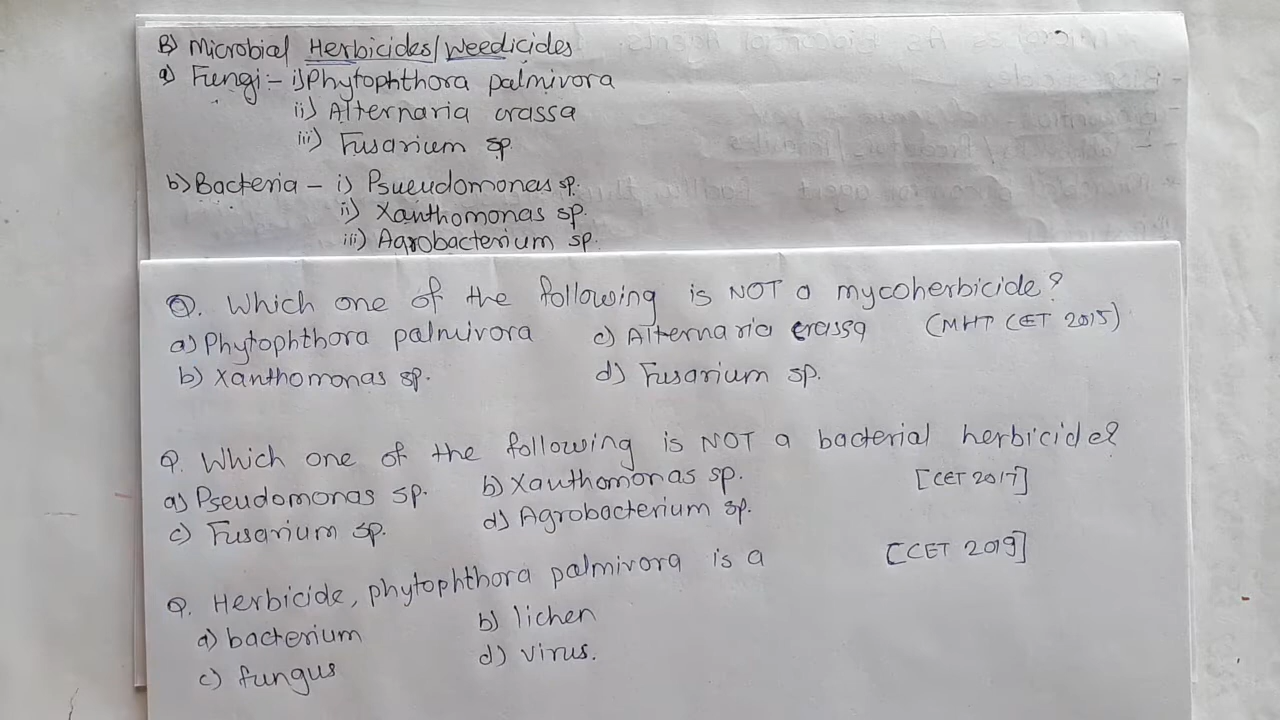 B) Microbial Herbicides/Weedicides
a) Fungi:- i) Phytophthora palmivora
ii) Alternaria crassa
iii) Fusarium sp
b) Bacteria - i) Psueudomonas sp.
ii) Xanthomonas sp.
iii) Agrobacterium sp.
Q. Which one of the following is NOT a mycoherbicide?
a) Phytophthora palmivora c) Alternaria crassa (MHT CET 2015)
b) Xanthomonas sp. d) Fusarium sp.
Q. Which one of the following is NOT a bacterial herbicide?
a) Pseudomonas sp. b) Xanthomonas sp. [CET 2017]
c) Fusarium sp. d) Agrobacterium sp.
Q. Herbicide, phytophthora palmivora is a [CET 2019]
a) bacterium b) lichen
c) fungus d) virus.